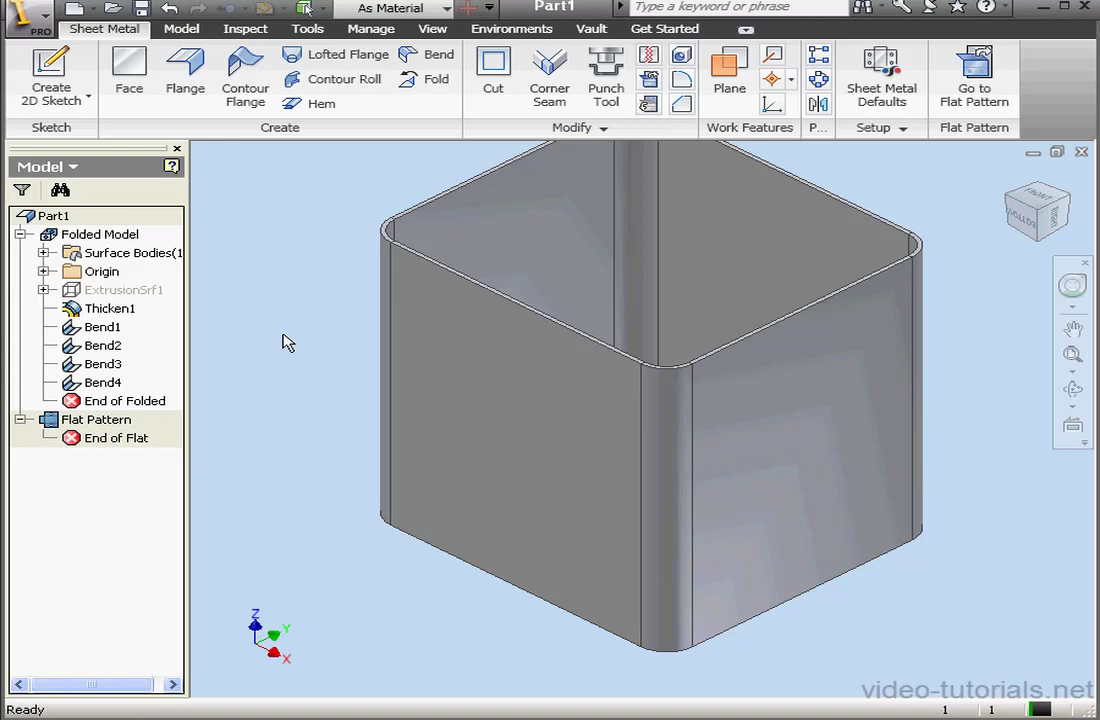 PRO
As Material
Part1
Type a keyword or phrase
Sheet Metal
Model
Inspect
Tools
Manage
View
Environments
Vault
Get Started
Create
2D Sketch
Face
Flange
Contour
Flange
Lofted Flange
Contour Roll
Hem
Bend
Fold
Cut
Corner
Seam
Punch
Tool
Plane
Sheet Metal
Defaults
Go to
Flat Pattern
Sketch
Create
Modify
Work Features
P...
Setup
Flat Pattern
Model
Part1
Folded Model
Surface Bodies(1
Origin
ExtrusionSrf1
Thicken1
Bend1
Bend2
Bend3
Bend4
End of Folded
Flat Pattern
End of Flat
FRONT
RIGHT
BOTTOM
Z
Y
X
video-tutorials.net
Ready
1
1